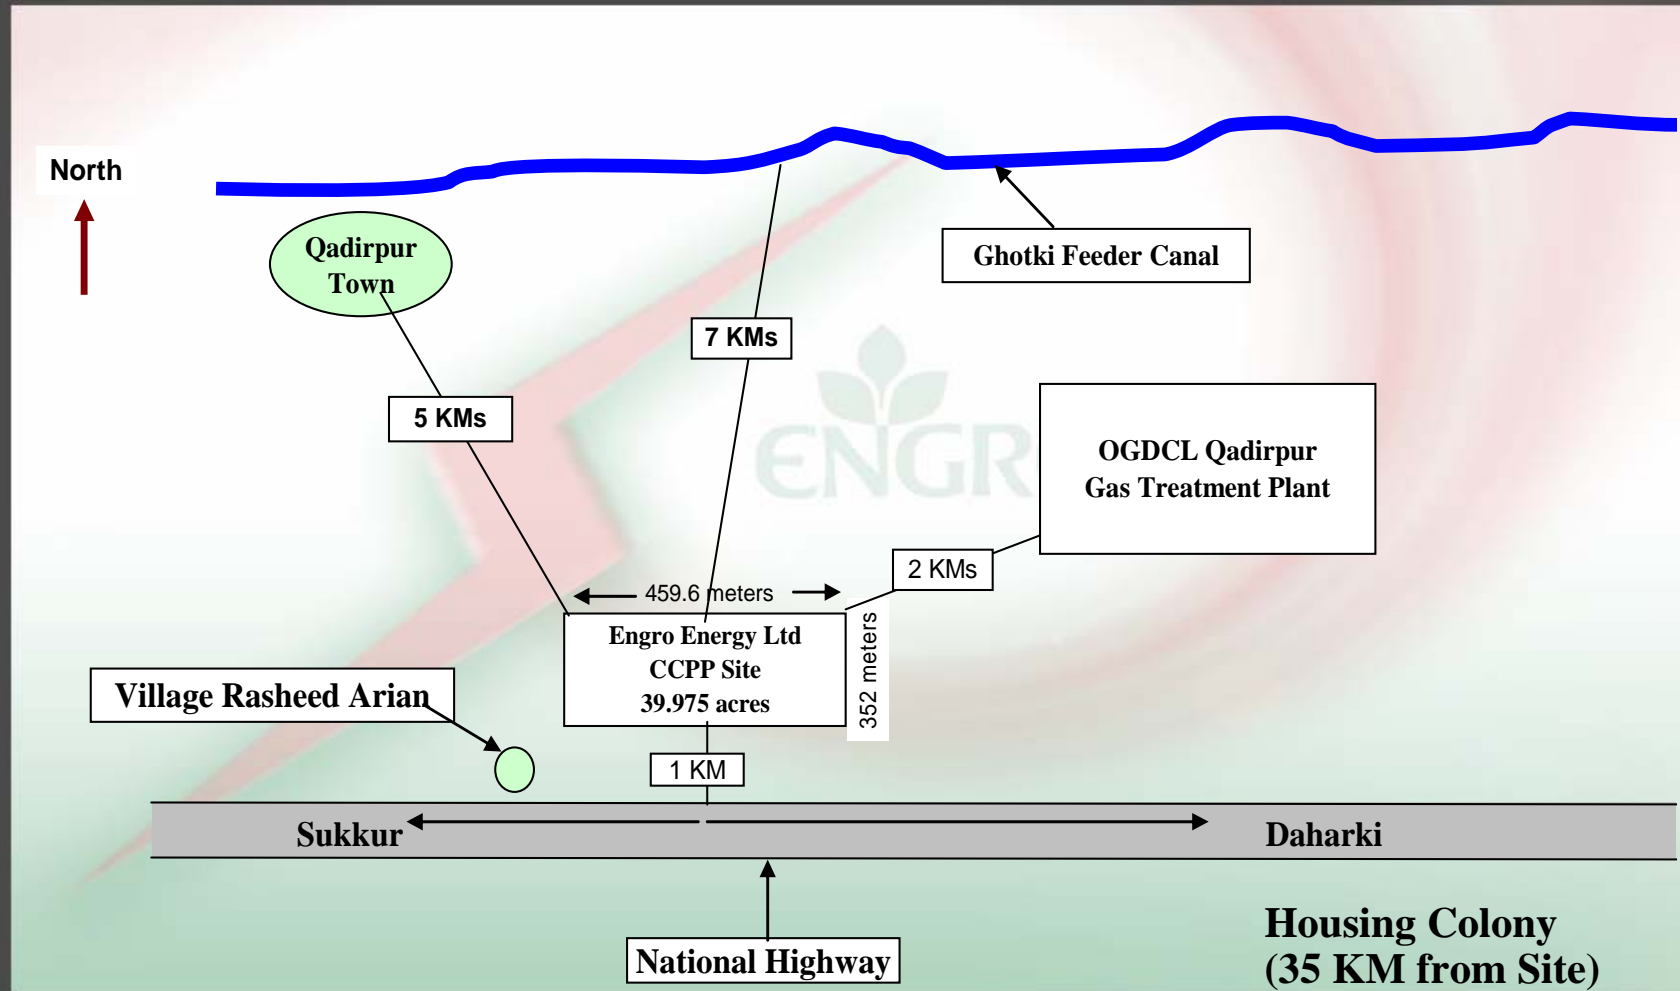 North
Qadirpur
Town
Ghotki Feeder Canal
7 KMs
5 KMs
ENGR
OGDCL Qadirpur
Gas Treatment Plant
2 KMs
459.6 meters
Engro Energy Ltd
CCPP Site
39.975 acres
352 meters
Village Rasheed Arian
1 KM
Sukkur
Daharki
National Highway
Housing Colony
(35 KM from Site)